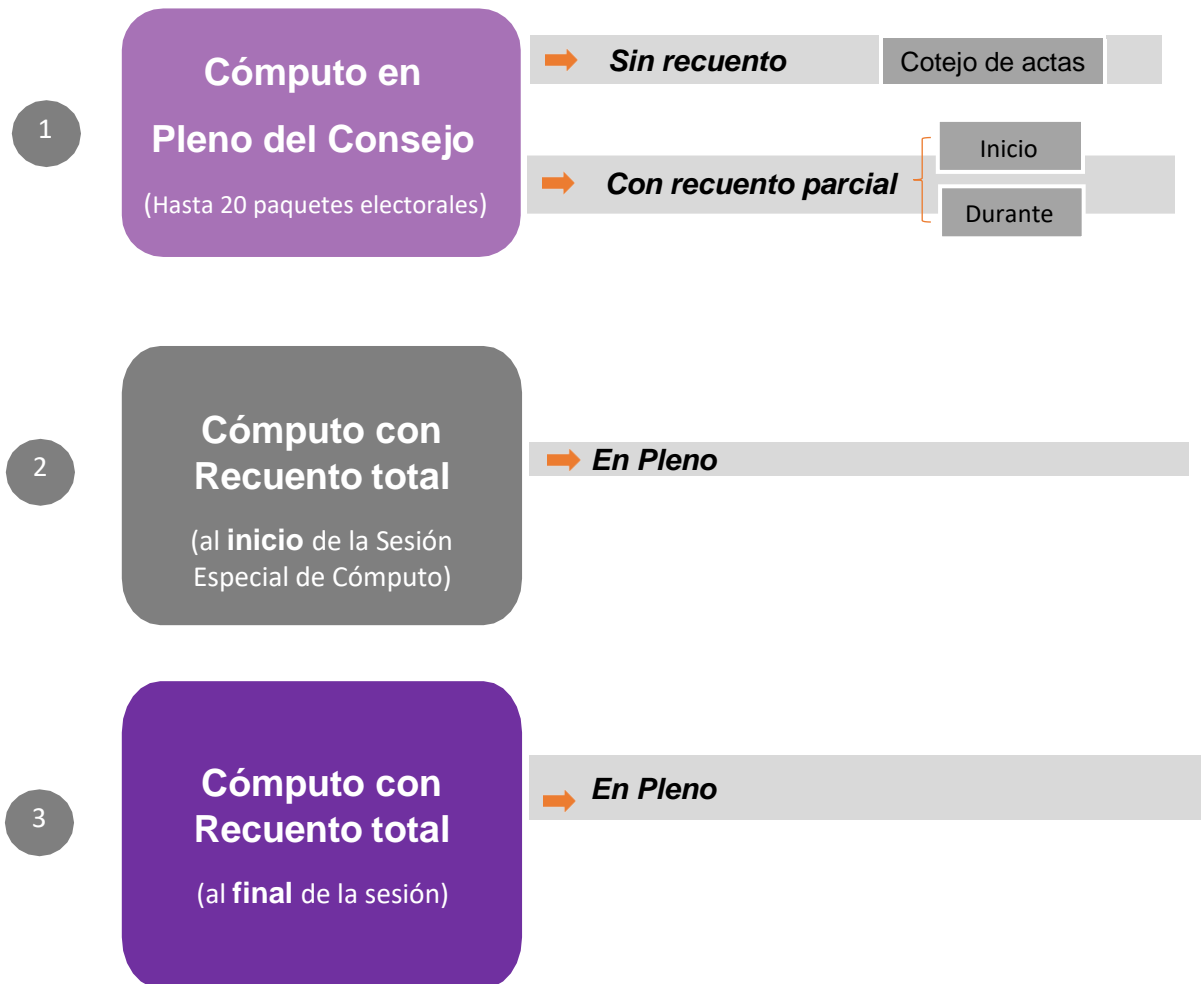 1
Cómputo en
Pleno del Consejo
(Hasta 20 paquetes electorales)
Sin recuento
Cotejo de actas
Con recuento parcial
Inicio
Durante
2
Cómputo con
Recuento total
(al inicio de la Sesión
Especial de Cómputo)
En Pleno
3
Cómputo con
Recuento total
(al final de la sesión)
En Pleno